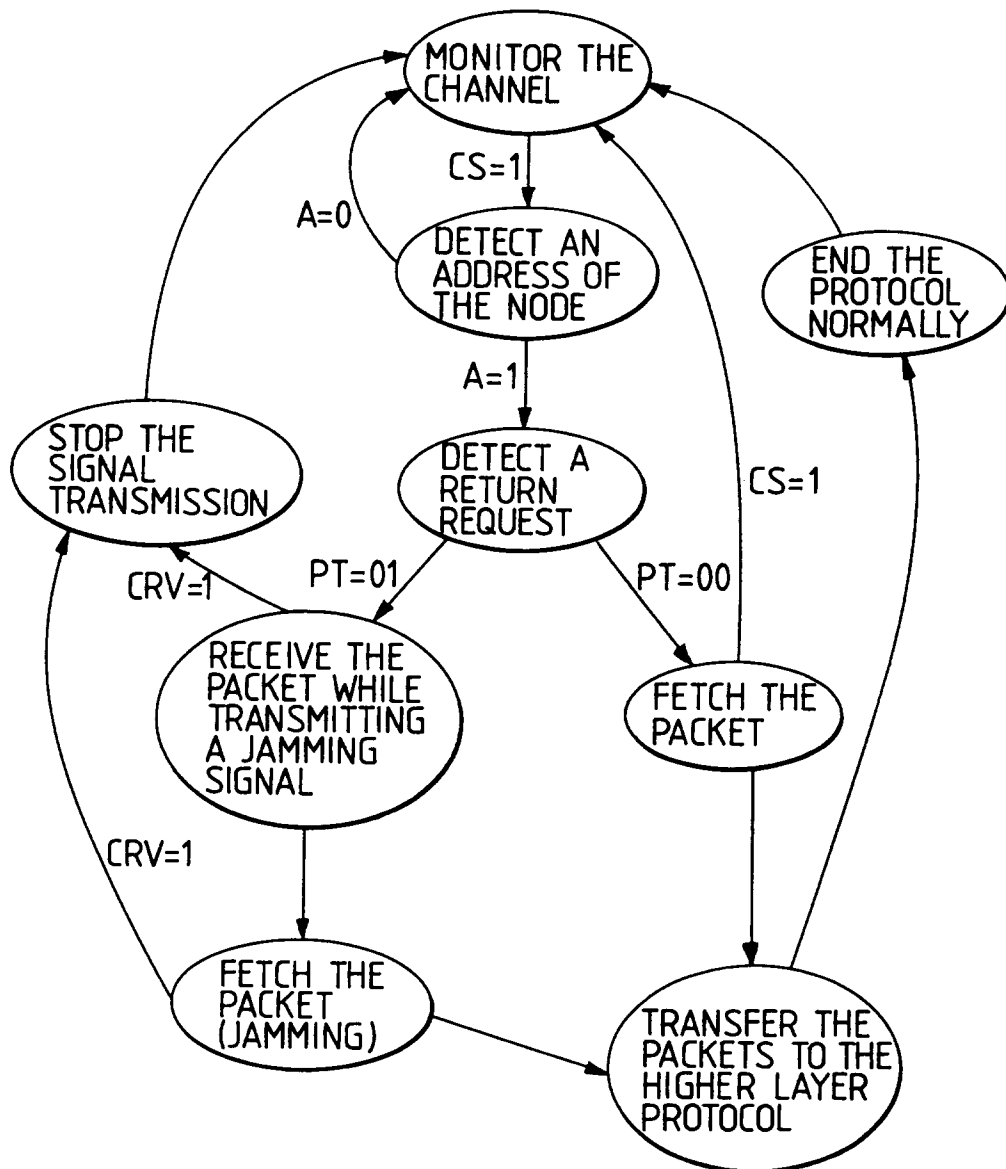 MONITOR THE
CHANNEL
CS=1
A=0
DETECT AN
ADDRESS OF
THE NODE
END THE
PROTOCOL
NORMALLY
A=1
STOP THE
SIGNAL
TRANSMISSION
DETECT A
RETURN
REQUEST
CS=1
CRV=1
PT=01
PT=00
RECEIVE THE
PACKET WHILE
TRANSMITTING
A JAMMING
SIGNAL
FETCH THE
PACKET
CRV=1
FETCH THE
PACKET
(JAMMING)
TRANSFER THE
PACKETS TO THE
HIGHER LAYER
PROTOCOL